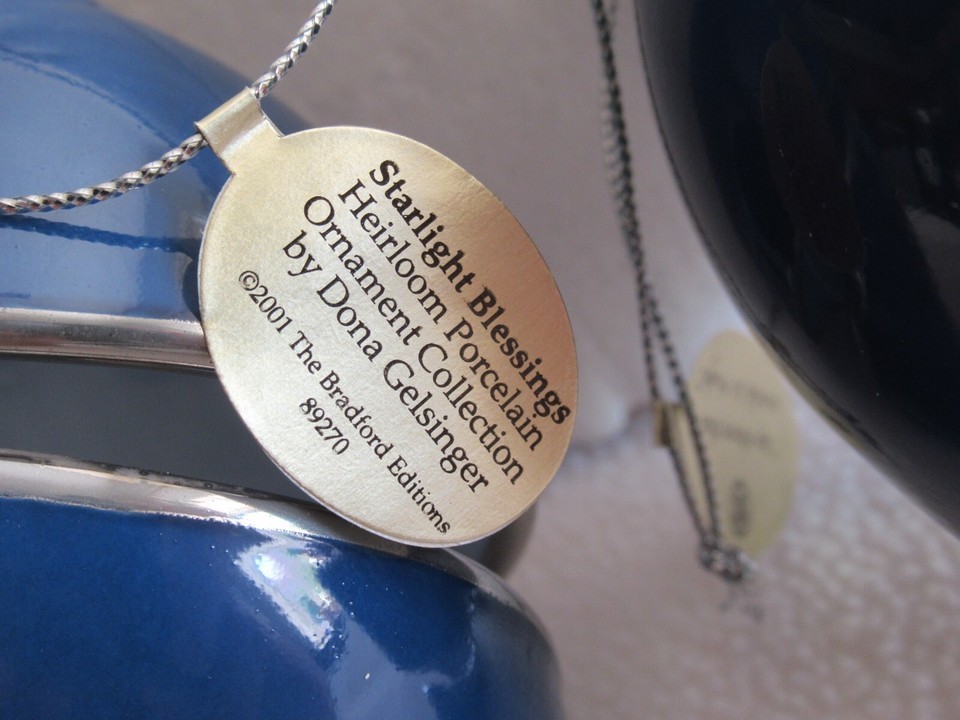 Starlight Blessings
Heirloom Porcelain
Ornament Collection
by Dona Gelsinger
©2001 The Bradford Editions
89270